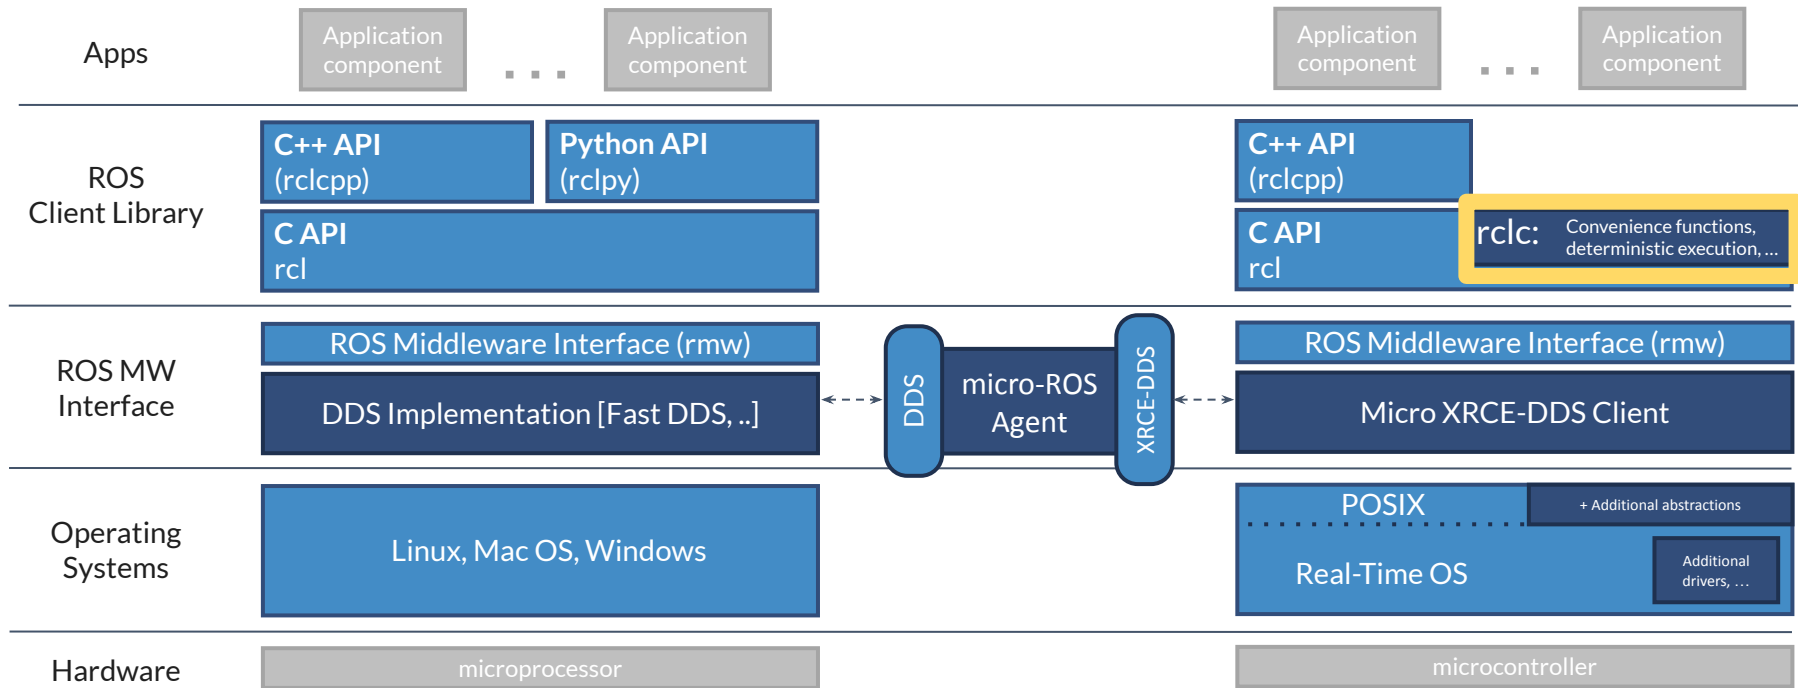 Apps
Application
component
...
Application
component
Application
component
...
Application
component
ROS
Client Library
C++ API
(rclcpp)
Python API
(rclpy)
C API
rcl
C++ API
(rclcpp)
C API
rcl
rclc:
Convenience functions,
deterministic execution, ...
ROS MW
Interface
ROS Middleware Interface (rmw)
DDS Implementation [Fast DDS, ..]
DDS
micro-ROS
Agent
XRCE-DDS
ROS Middleware Interface (rmw)
Micro XRCE-DDS Client
Operating
Systems
Linux, Mac OS, Windows
POSIX
+ Additional abstractions
Real-Time OS
Additional
drivers, ...
Hardware
microprocessor
microcontroller